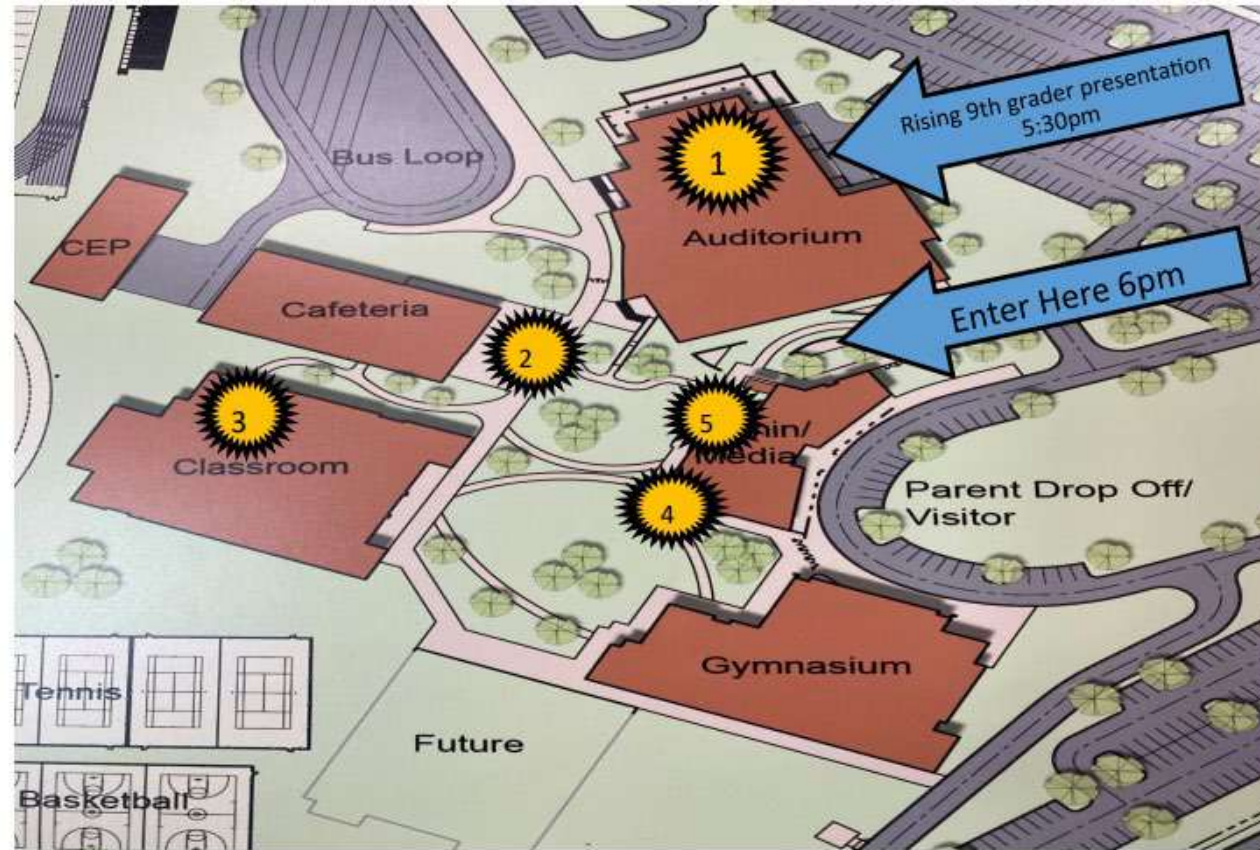 Rising 9th grader presentation
5:30pm
1
Bus Loop
Auditorium
CEP
Enter Here 6pm
Cafeteria
2
3
5
Media
Classroom
4
Parent Drop Off/
Visitor
Gymnasium
Tennis
Future
Basketball